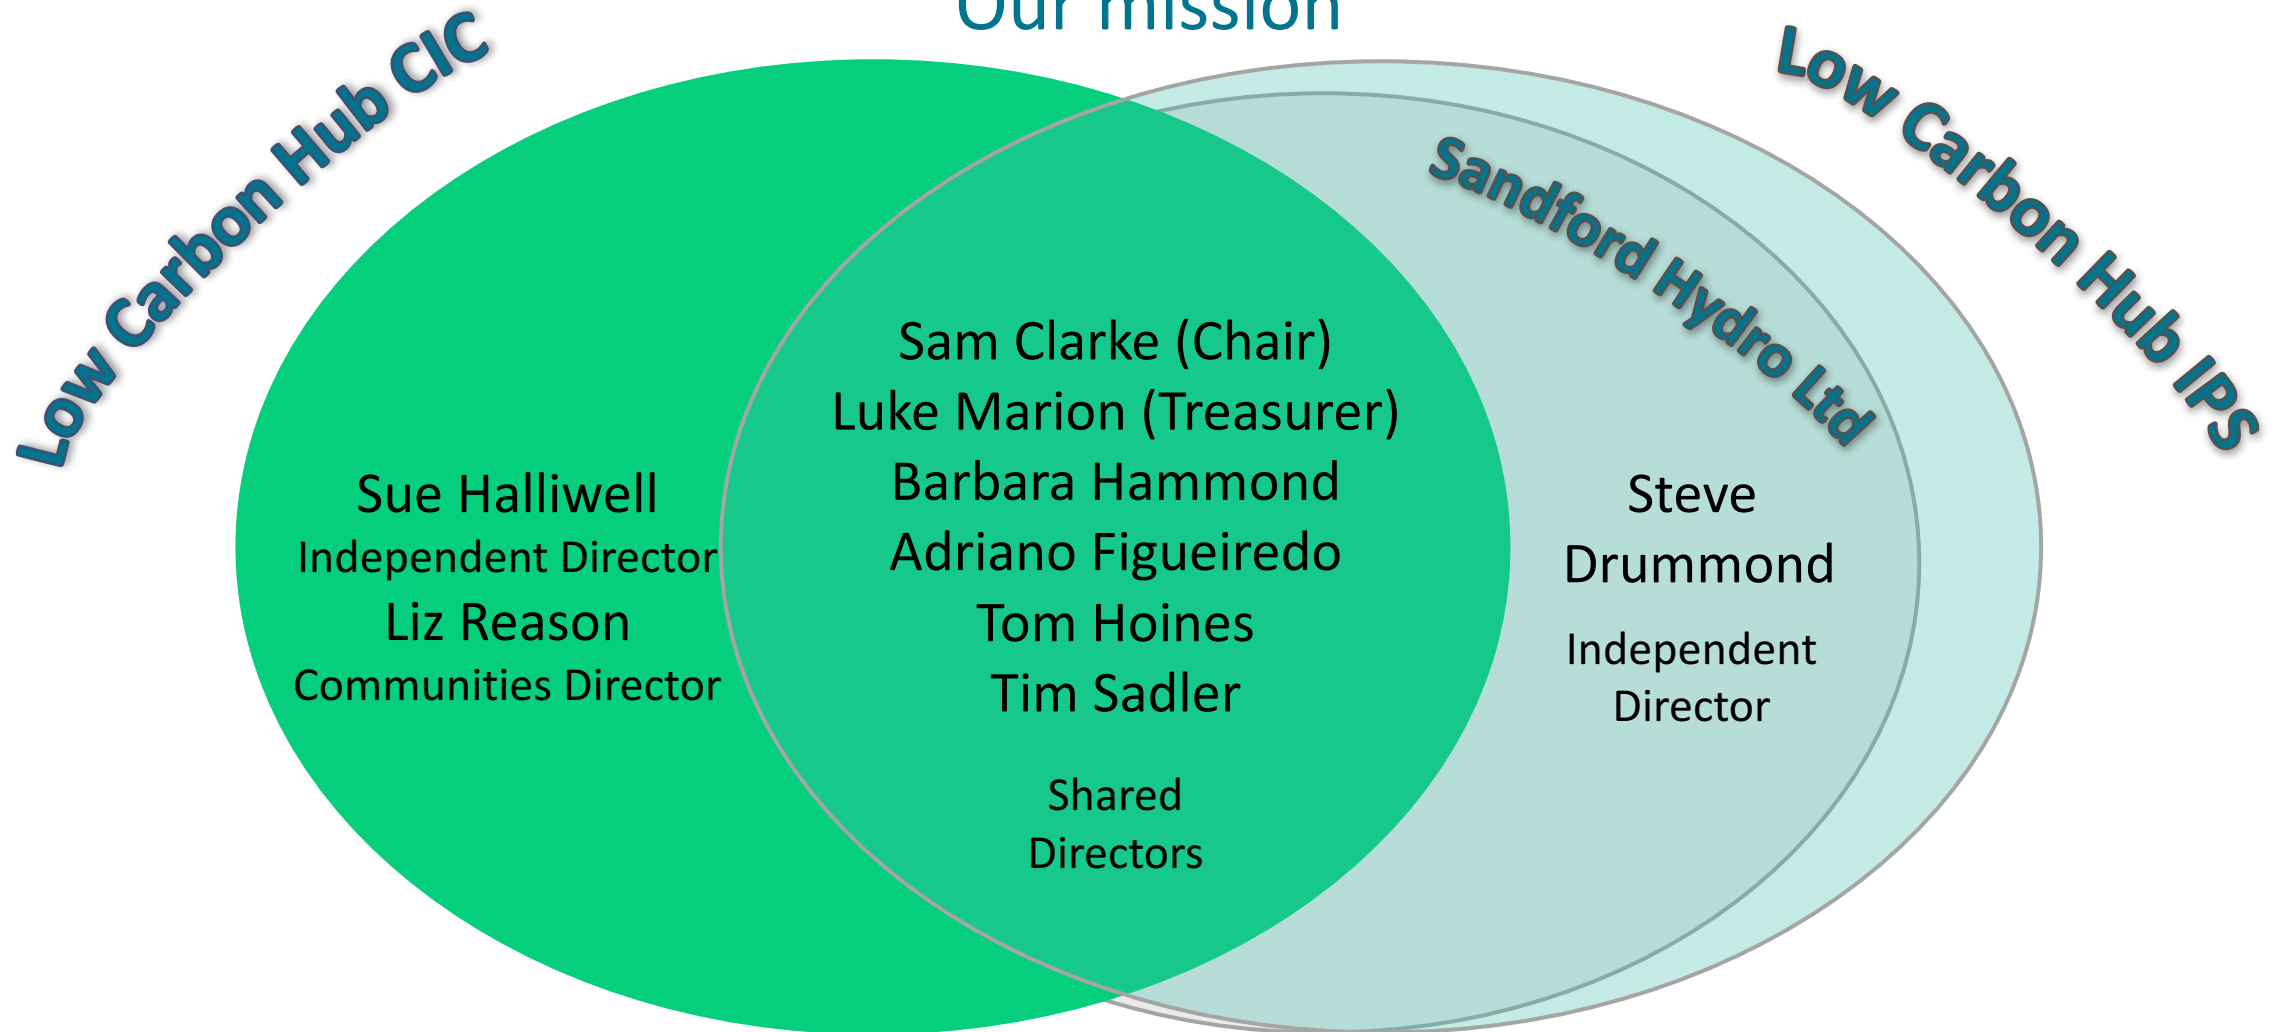 Our mission
Low Carbon Hub CIC
Low Carbon Hub IPS
Sandford Hydro Ltd
Sue Halliwell
Independent Director
Liz Reason
Communities Director
Sam Clarke (Chair)
Luke Marion (Treasurer)
Barbara Hammond
Adriano Figueiredo
Tom Hoines
Tim Sadler
Shared
Directors
Steve
Drummond
Independent
Director